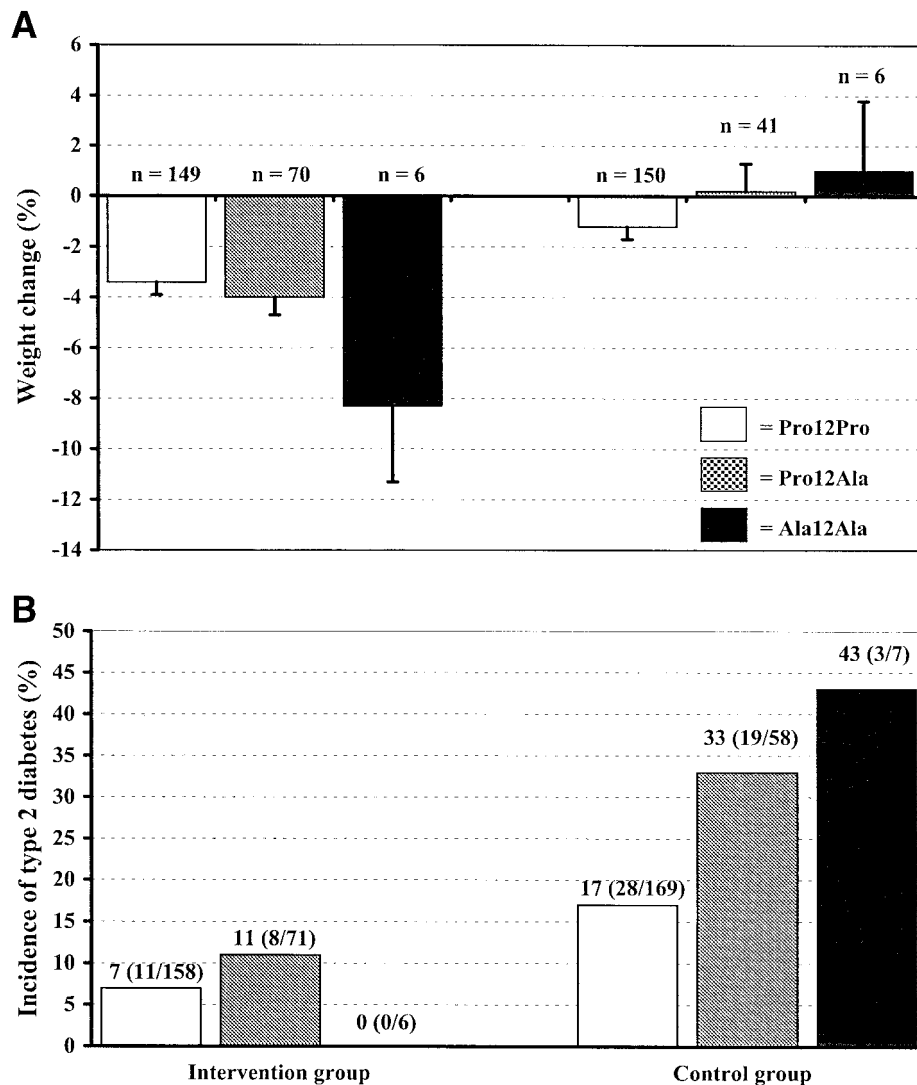 A
6
4
2
0
-2
-4
-6
-8
-10
-12
-14
Weight change (%)
n = 149
n = 70
n = 6
n = 150
n = 41
n = 6
= Pro12Pro
= Pro12Ala
= Ala12Ala
B
50
45
40
35
30
25
20
15
10
5
0
Incidence of type 2 diabetes (%)
7 (11/158)
11 (8/71)
0 (0/6)
17 (28/169)
33 (19/58)
43 (3/7)
Intervention group
Control group